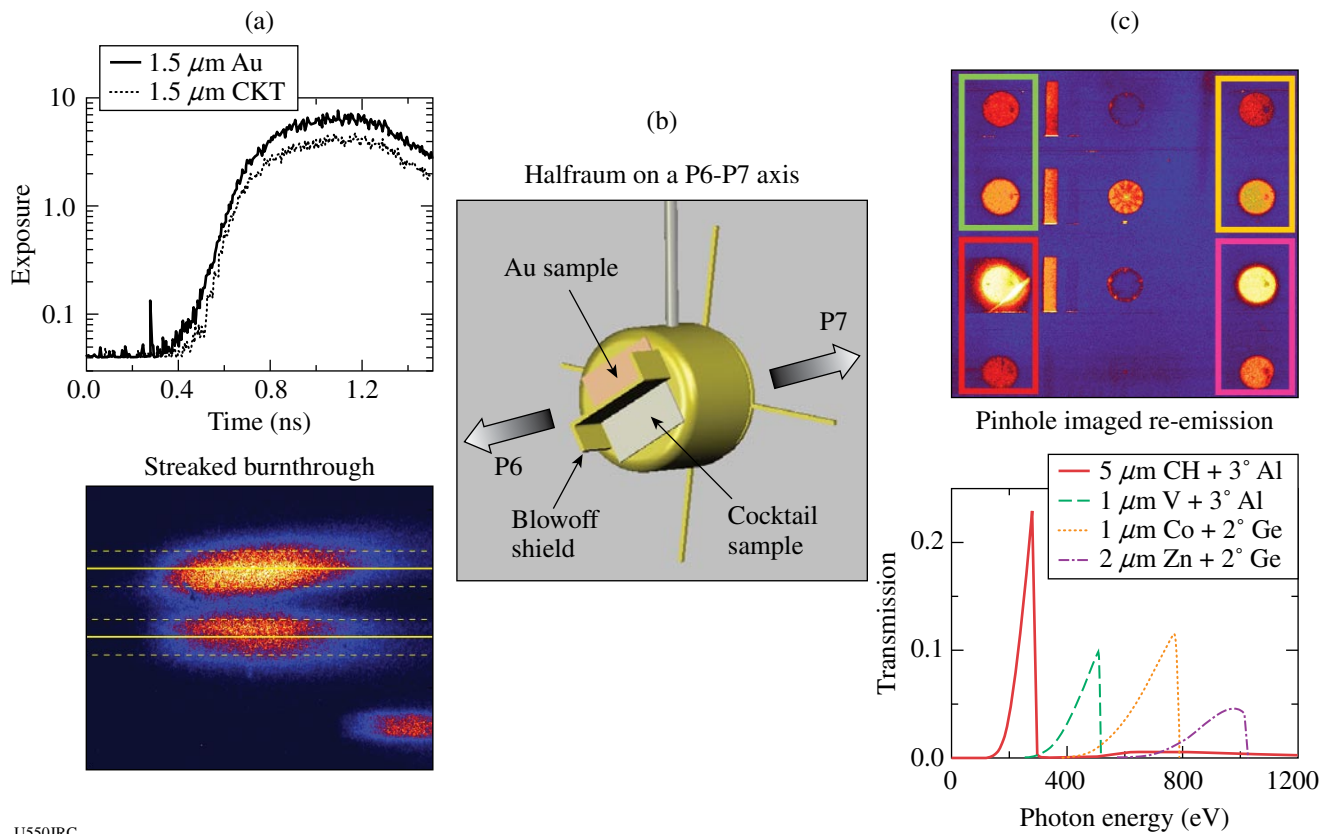 (a)
1.5 μm Au
1.5 μm CKT
10
1.0
0.1
Exposure
0.0 0.4 0.8 1.2
Time (ns)
Streaked burnthrough
(b)
Halfraum on a P6-P7 axis
Au sample
P7
P6
Blowoff
shield
Cocktail
sample
(c)
Pinhole imaged re-emission
5 μm CH + 3° Al
1 μm V + 3° Al
1 μm Co + 2° Ge
2 μm Zn + 2° Ge
0.2
0.1
0.0
Transmission
0 400 800 1200
Photon energy (eV)
U550JRC